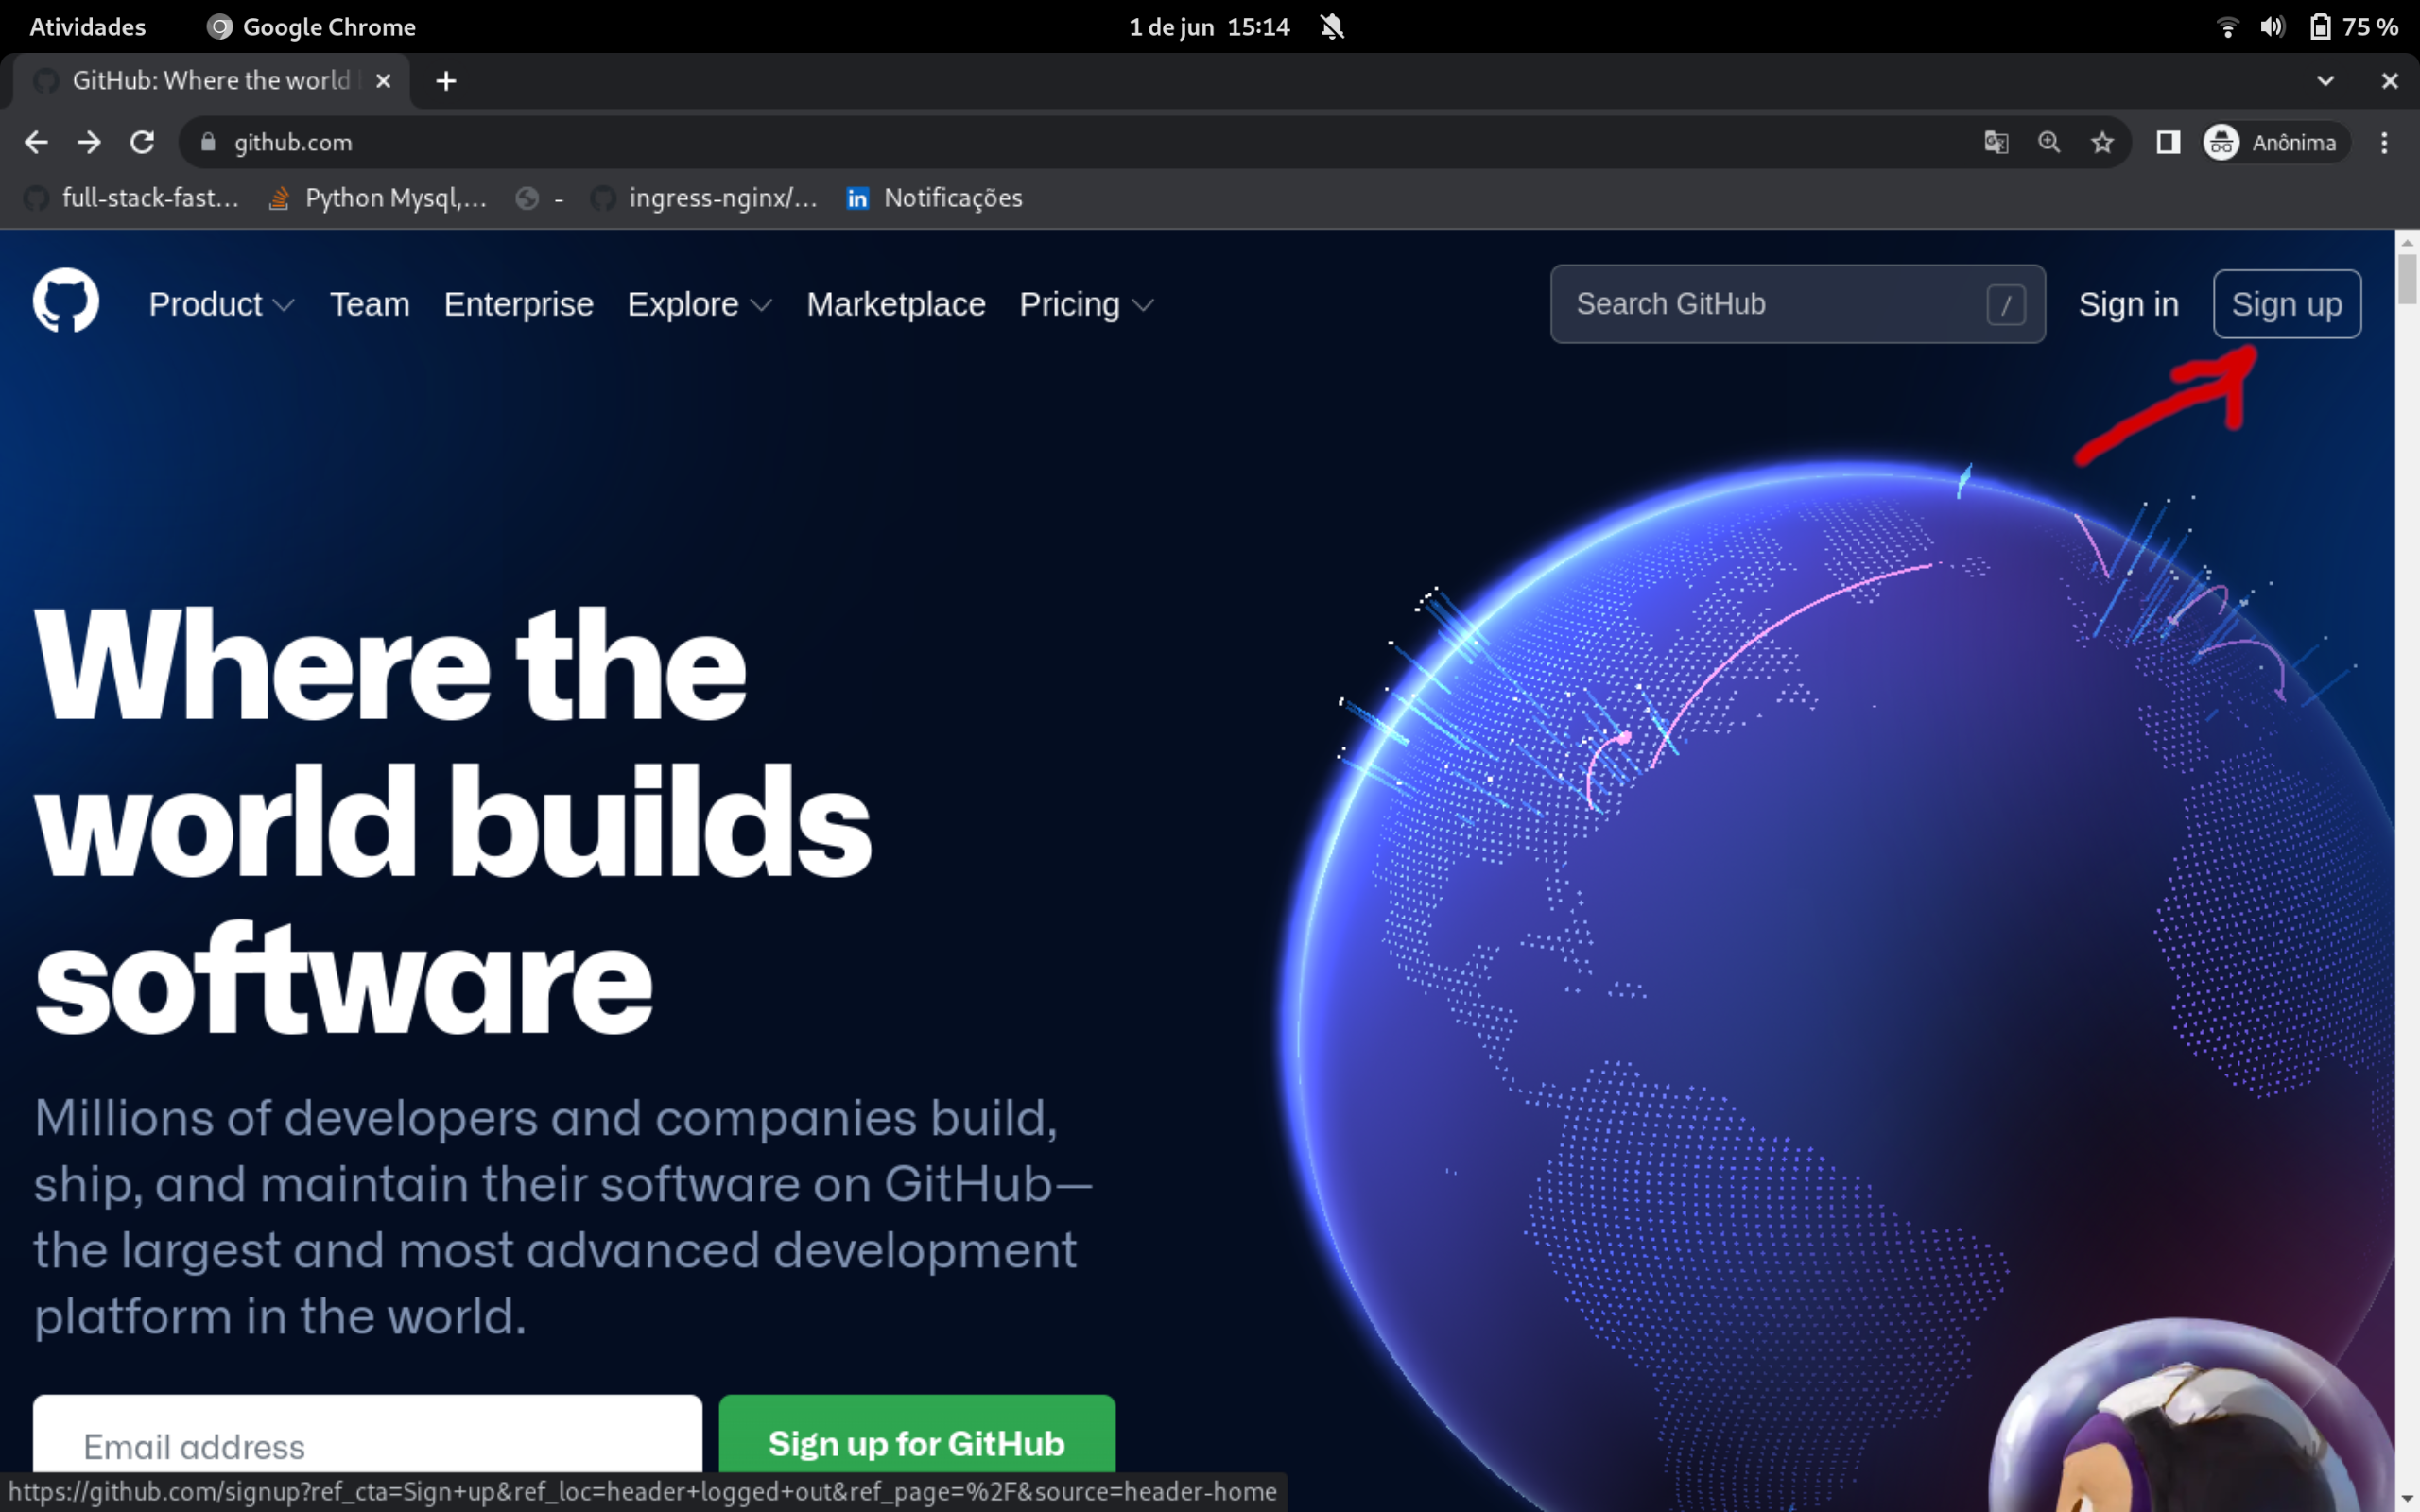 Atividades Google Chrome 1 de jun 15:14 75 %
GitHub: Where the world
github.com Anônima
full-stack-fast... Python Mysql,... - ingress-nginx/... in Notificações
Product Team Enterprise Explore Marketplace Pricing Search GitHub / Sign in Sign up
Where the
world builds
software
Millions of developers and companies build,
ship, and maintain their software on GitHub—
the largest and most advanced development
platform in the world.
Email address Sign up for GitHub
https://github.com/signup?ref_cta=Sign+up&ref_loc=header+logged+out&ref_page=%2F&source=header-home